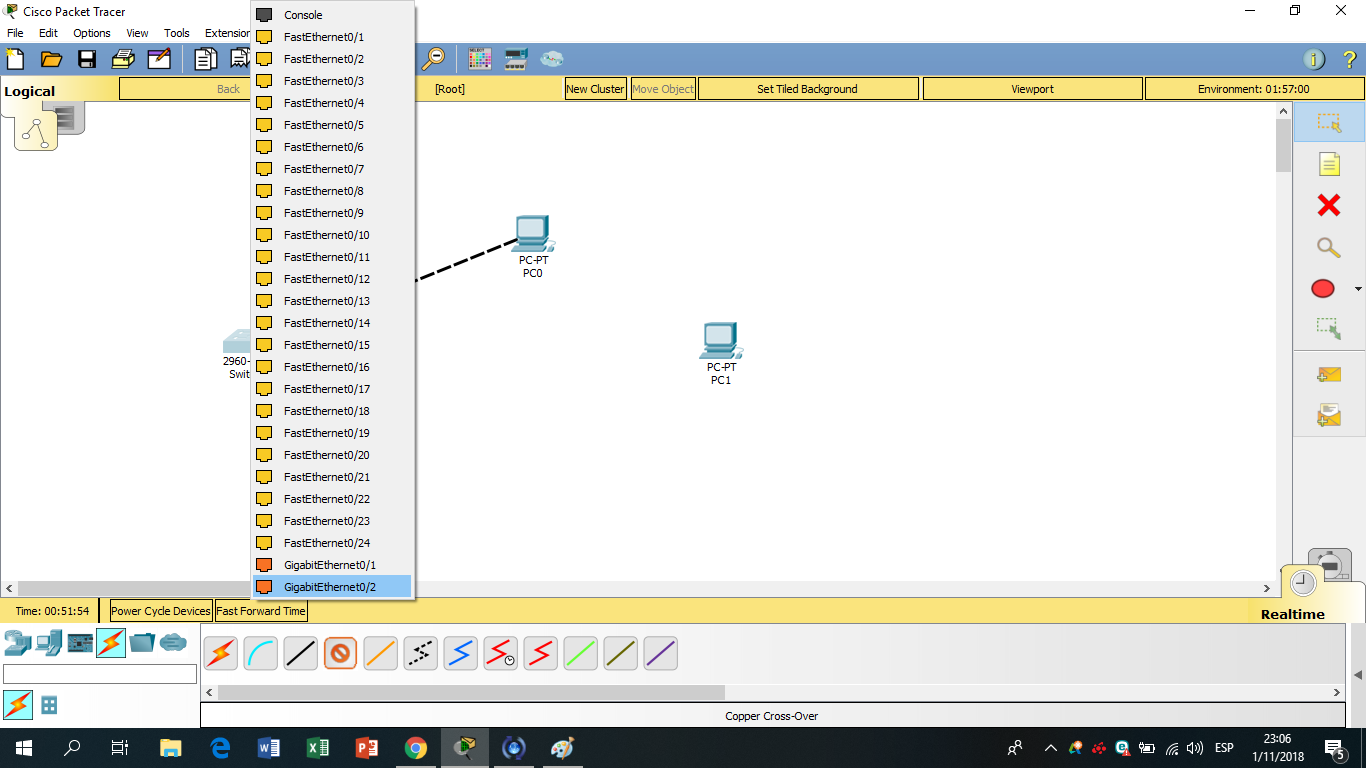 Cisco Packet Tracer
File Edit Options View Tools Extension
Logical
Back
[Root]
New Cluster
Move Object
Set Tiled Background
Viewport
Environment: 01:57:00
Console
FastEthernet0/1
FastEthernet0/2
FastEthernet0/3
FastEthernet0/4
FastEthernet0/5
FastEthernet0/6
FastEthernet0/7
FastEthernet0/8
FastEthernet0/9
FastEthernet0/10
FastEthernet0/11
FastEthernet0/12
FastEthernet0/13
FastEthernet0/14
FastEthernet0/15
FastEthernet0/16
FastEthernet0/17
FastEthernet0/18
FastEthernet0/19
FastEthernet0/20
FastEthernet0/21
FastEthernet0/22
FastEthernet0/23
FastEthernet0/24
GigabitEthernet0/1
GigabitEthernet0/2
PC-PT
PC0
PC-PT
PC1
2960-
Swit
Time: 00:51:54
Power Cycle Devices
Fast Forward Time
Realtime
Copper Cross-Over
ESP
23:06
1/11/2018
5